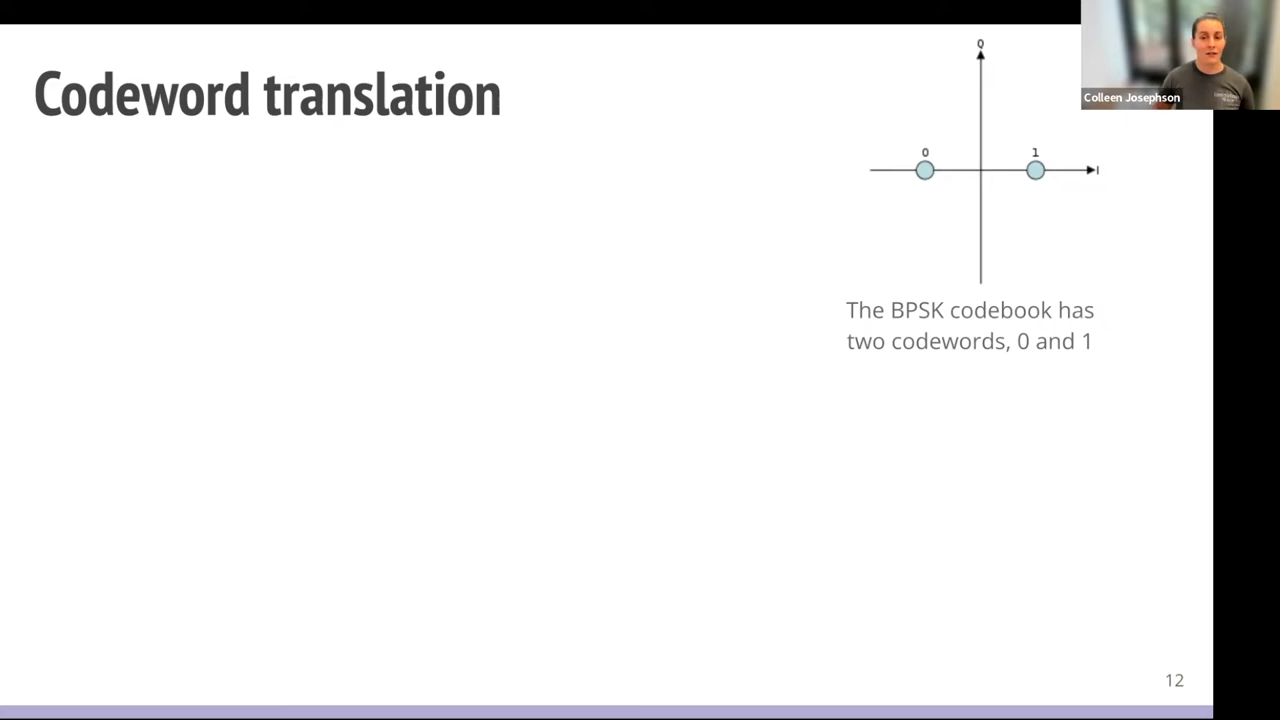 Codeword translation
Q
Colleen Josephson
0
1
I
The BPSK codebook has
two codewords, 0 and 1
12